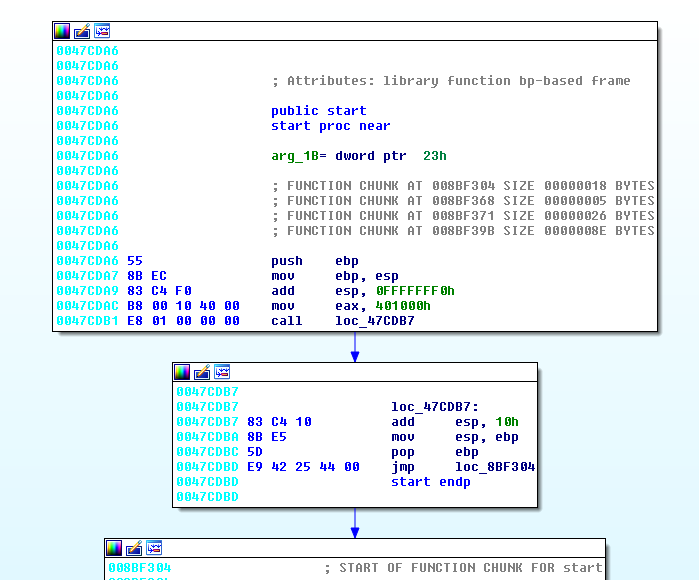 0047CDA6
0047CDA6
0047CDA6 ; Attributes: library function bp-based frame
0047CDA6
0047CDA6 public start
0047CDA6 start proc near
0047CDA6
0047CDA6 arg_1B= dword ptr  23h
0047CDA6
0047CDA6 ; FUNCTION CHUNK AT 008BF304 SIZE 00000018 BYTES
0047CDA6 ; FUNCTION CHUNK AT 008BF368 SIZE 00000005 BYTES
0047CDA6 ; FUNCTION CHUNK AT 008BF371 SIZE 00000026 BYTES
0047CDA6 ; FUNCTION CHUNK AT 008BF39B SIZE 0000008E BYTES
0047CDA6
0047CDA6 55 push ebp
0047CDA7 8B EC mov ebp, esp
0047CDA9 83 C4 F0 add esp, 0FFFFFFF0h
0047CDAC B8 00 10 40 00 mov eax, 401000h
0047CDB1 E8 01 00 00 00 call loc_47CDB7
0047CDB7
0047CDB7 loc_47CDB7:
0047CDB7 83 C4 10 add esp, 10h
0047CDBA 8B E5 mov esp, ebp
0047CDBC 5D pop ebp
0047CDBD E9 42 25 44 00 jmp loc_8BF304
0047CDBD start endp
0047CDBD
008BF304 ; START OF FUNCTION CHUNK FOR start